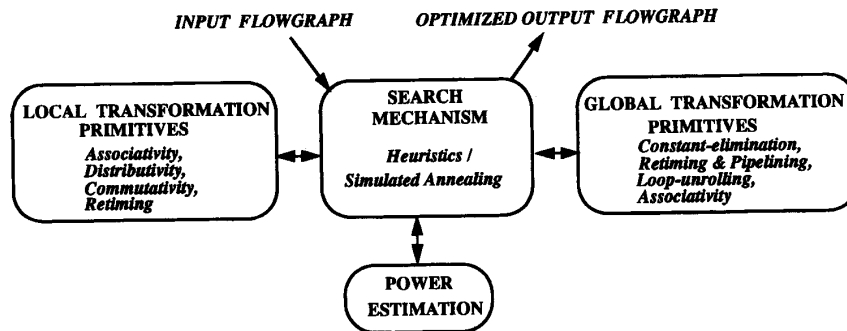 INPUT FLOWGRAPH
OPTIMIZED OUTPUT FLOWGRAPH
LOCAL TRANSFORMATION
PRIMITIVES
Associativity,
Distributivity,
Commutativity,
Retiming
SEARCH
MECHANISM
Heuristics /
Simulated Annealing
GLOBAL TRANSFORMATION
PRIMITIVES
Constant-elimination,
Retiming & Pipelining,
Loop-unrolling,
Associativity
POWER
ESTIMATION